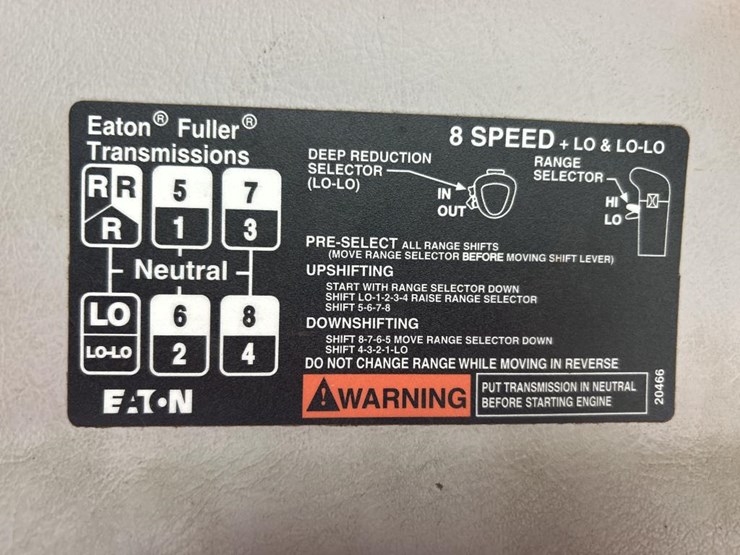 Eaton® Fuller®
Transmissions
8 SPEED + LO & LO-LO
R R 5 7
R 1 3
Neutral
LO 6 8
LO-LO 2 4
EATON
DEEP REDUCTION
SELECTOR
(LO-LO)
IN
OUT
RANGE
SELECTOR
HI
LO
PRE-SELECT ALL RANGE SHIFTS
(MOVE RANGE SELECTOR BEFORE MOVING SHIFT LEVER)
UPSHIFTING
START WITH RANGE SELECTOR DOWN
SHIFT LO-1-2-3-4 RAISE RANGE SELECTOR
SHIFT 5-6-7-8
DOWNSHIFTING
SHIFT 8-7-6-5 MOVE RANGE SELECTOR DOWN
SHIFT 4-3-2-1-LO
DO NOT CHANGE RANGE WHILE MOVING IN REVERSE
WARNING
PUT TRANSMISSION IN NEUTRAL
BEFORE STARTING ENGINE
20466